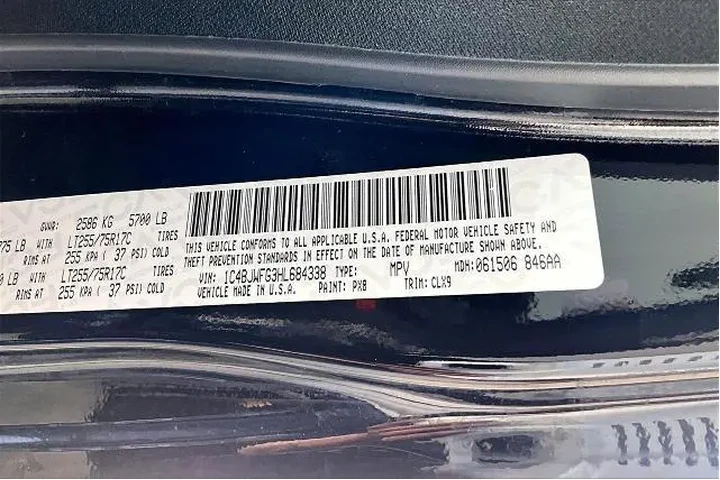 GVWR: 2586 KG 5700 LB
75 LB WITH LT255/75R17C TIRES
RIMS AT 255 KPA ( 37 PSI) COLD
0 LB WITH LT255/75R17C TIRES
RIMS AT 255 KPA ( 37 PSI) COLD
THIS VEHICLE CONFORMS TO ALL APPLICABLE U.S.A. FEDERAL MOTOR VEHICLE SAFETY AND
THEFT PREVENTION STANDARDS IN EFFECT ON THE DATE OF MANUFACTURE SHOWN ABOVE.
VIN: 1C4BJWFG3HL684338 TYPE: MPV MDH:061506 846AA
VEHICLE MADE IN U.S.A. PAINT: PX8 TRIM: CLX9